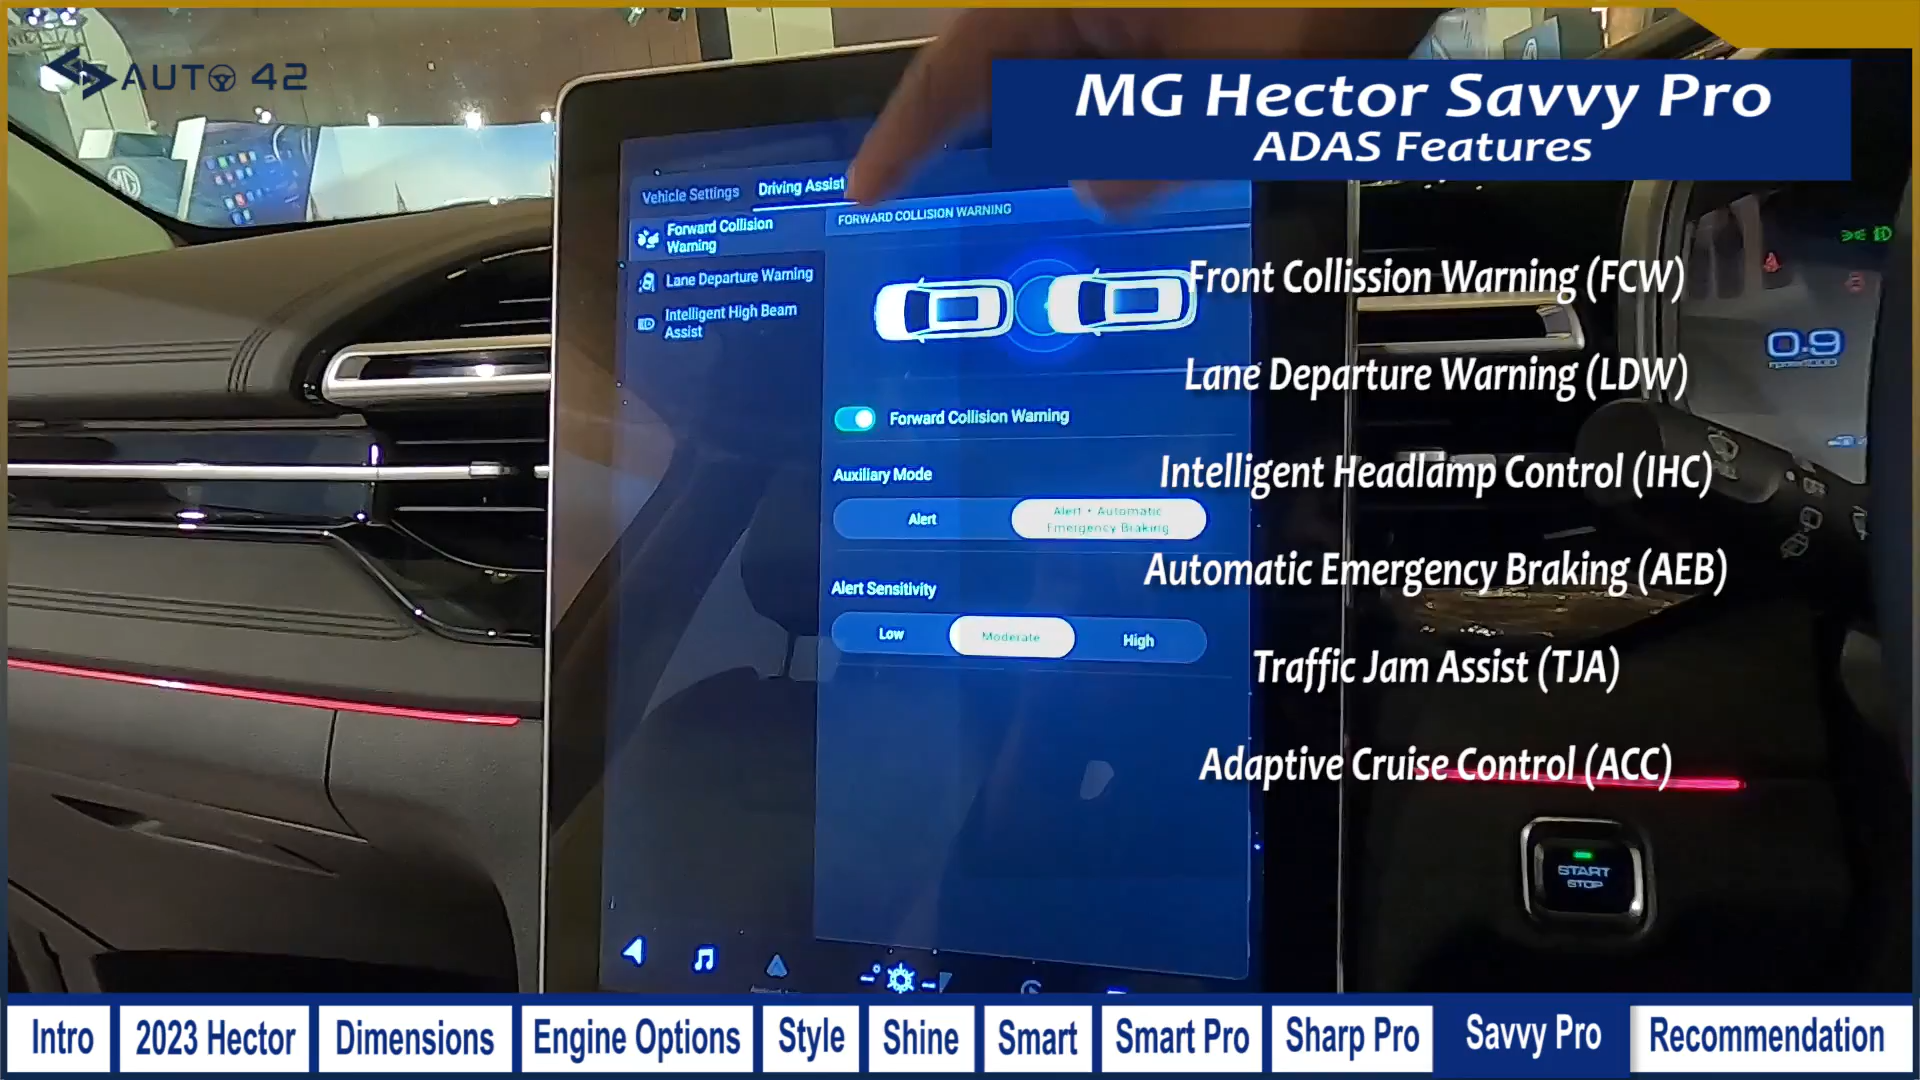 AUTO 42
MG Hector Savvy Pro
ADAS Features
Vehicle Settings
Driving Assist
Forward Collision
Warning
Lane Departure Warning
Intelligent High Beam
Assist
FORWARD COLLISION WARNING
Forward Collision Warning
Auxiliary Mode
Alert
Alert + Automatic
Emergency Braking
Alert Sensitivity
Low
Moderate
High
Front Collission Warning (FCW)
Lane Departure Warning (LDW)
Intelligent Headlamp Control (IHC)
Automatic Emergency Braking (AEB)
Traffic Jam Assist (TJA)
Adaptive Cruise Control (ACC)
MG
0.9
START
STOP
OFF
Intro
2023 Hector
Dimensions
Engine Options
Style
Shine
Smart
Smart Pro
Sharp Pro
Savvy Pro
Recommendation